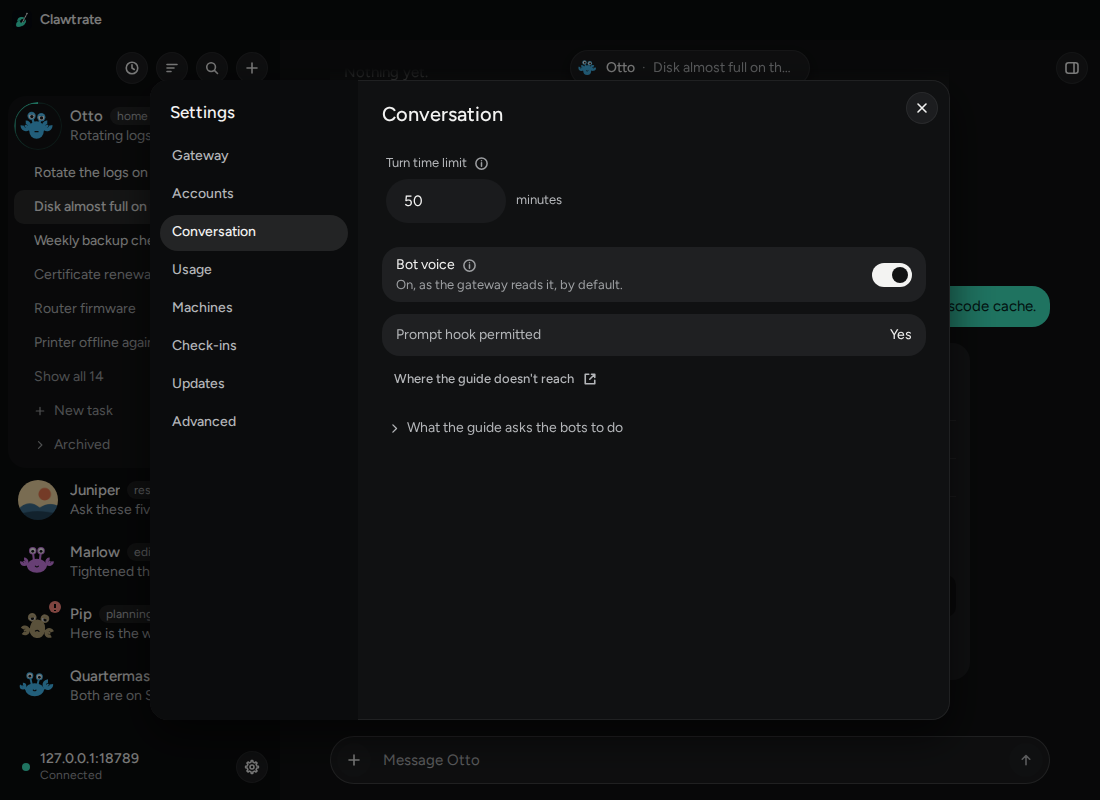 Clawtrate
Nothing yet.
Otto · Disk almost full on th...
Otto home
Rotating logs
Rotate the logs on
Disk almost full on
Weekly backup che
Certificate renewa
Router firmware
Printer offline again
Show all 14
New task
Archived
Juniper res
Ask these fiv
Marlow edi
Tightened th
Pip planning
Here is the w
Quartermas
Both are on S
127.0.0.1:18789
Connected
Settings
Gateway
Accounts
Conversation
Usage
Machines
Check-ins
Updates
Advanced
Conversation
Turn time limit
50 minutes
Bot voice
On, as the gateway reads it, by default.
Prompt hook permitted Yes
Where the guide doesn't reach
What the guide asks the bots to do
scode cache.
Message Otto